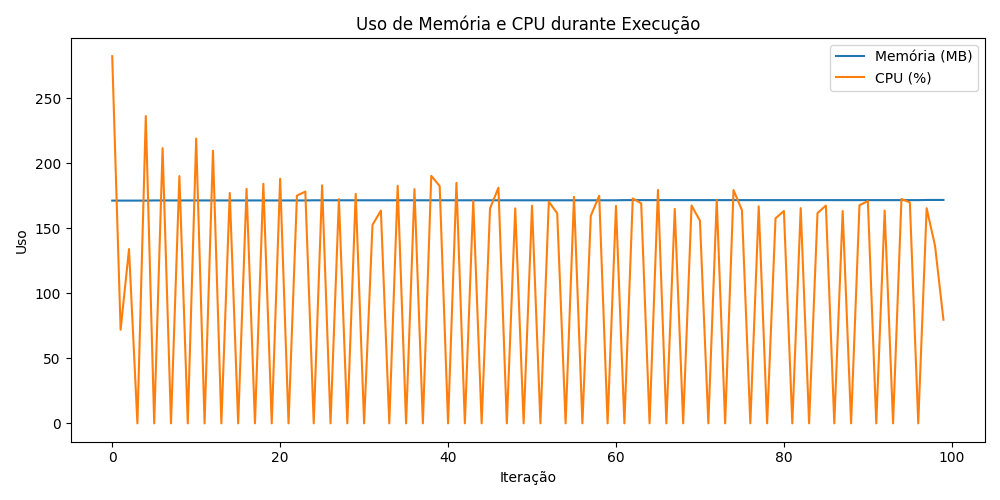 Uso de Memória e CPU durante Execução
Memória (MB)
CPU (%)
250
200
150
100
50
0
Uso
0 20 40 60 80 100
Iteração